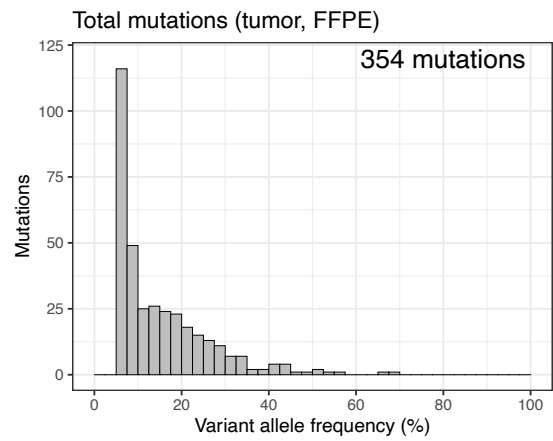 Total mutations (tumor, FFPE)
354 mutations
125
100
75
50
25
0
Mutations
0 20 40 60 80 100
Variant allele frequency (%)